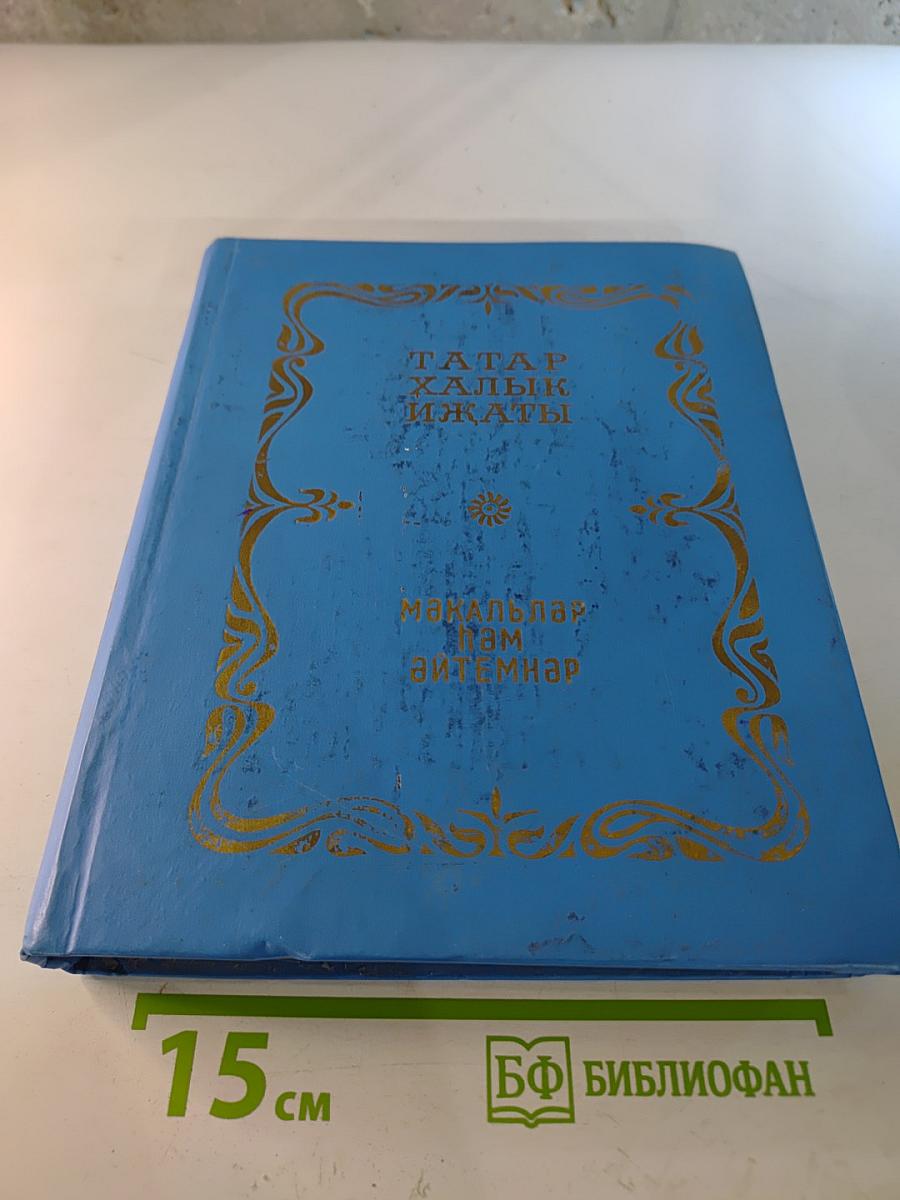 ТАТАР
ХАЛЫК
ИҖАТЫ
МӘКАЛЬЛӘР
ҺӘМ
ӘЙТЕМНӘР
15 см
БФ БИБЛИОФАН